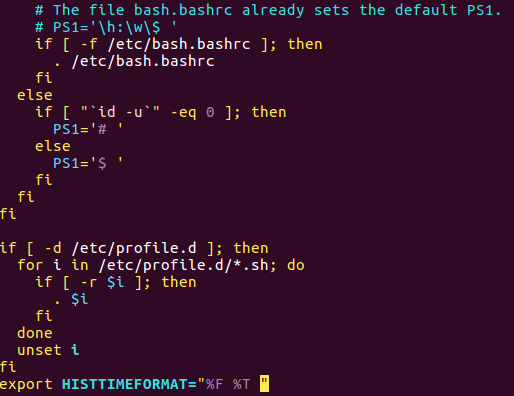 # The file bash.bashrc already sets the default PS1.
    # PS1='\h:\w\$ '
    if [ -f /etc/bash.bashrc ]; then
      . /etc/bash.bashrc
    fi
  else
    if [ "`id -u`" -eq 0 ]; then
      PS1='# '
    else
      PS1='$ '
    fi
  fi
fi

if [ -d /etc/profile.d ]; then
  for i in /etc/profile.d/*.sh; do
    if [ -r $i ]; then
      . $i
    fi
  done
  unset i
fi
export HISTTIMEFORMAT="%F %T "